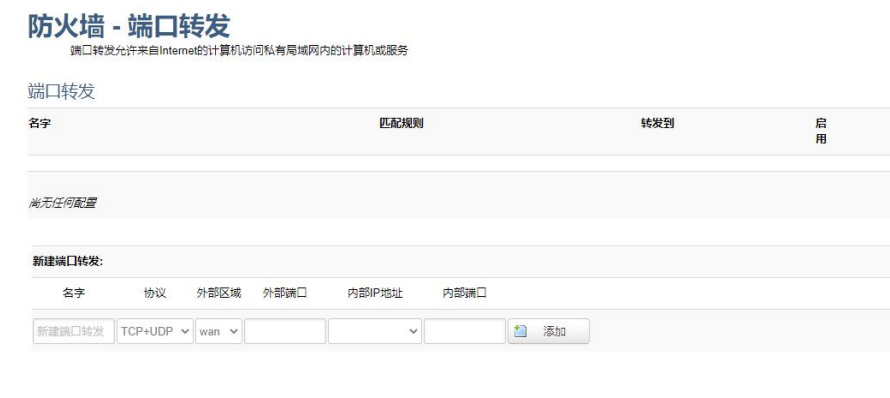 防火墙 - 端口转发
端口转发允许来自Internet的计算机访问私有局域网内的计算机或服务
端口转发
名字 匹配规则 转发到 启用
尚无任何配置
新建端口转发:
名字 协议 外部区域 外部端口 内部IP地址 内部端口
新建端口转发 TCP+UDP wan 添加